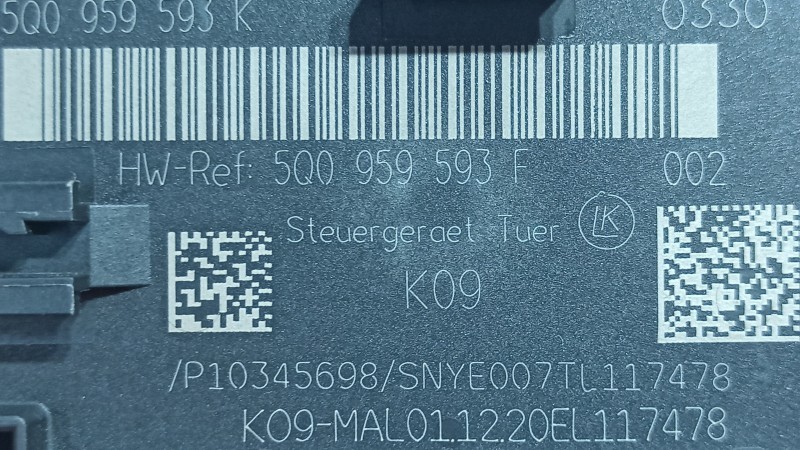 5Q0 959 593 K 0330
HW-Ref: 5Q0 959 593 F 002
Steuergeraet Tuer LK
K09
/P10345698/SNYE007TL117478
K09-MAL01.12.20EL117478